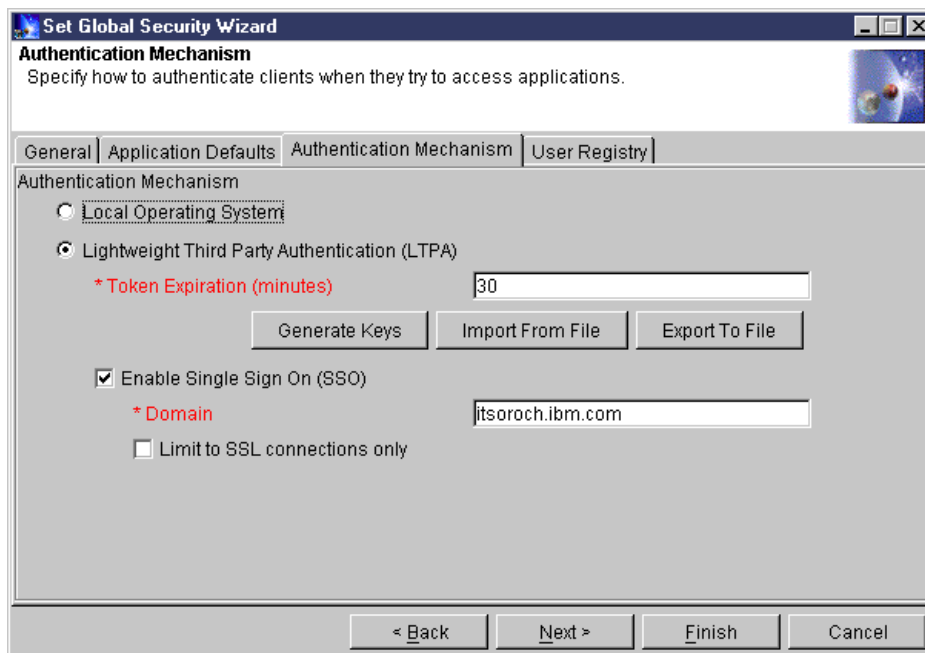 Set Global Security Wizard
Authentication Mechanism
Specify how to authenticate clients when they try to access applications.
General Application Defaults Authentication Mechanism User Registry
Authentication Mechanism
Local Operating System
Lightweight Third Party Authentication (LTPA)
* Token Expiration (minutes) 30
Generate Keys Import From File Export To File
Enable Single Sign On (SSO)
* Domain itsoroch.ibm.com
Limit to SSL connections only
< Back Next > Finish Cancel